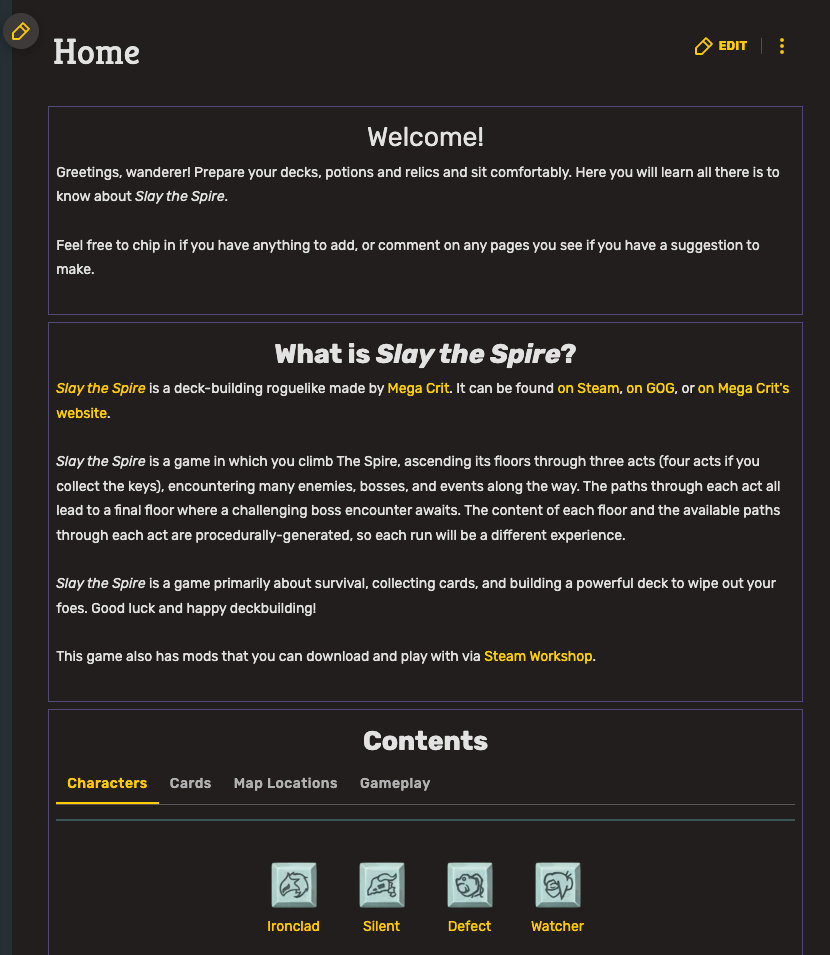 Home
EDIT
Welcome!
Greetings, wanderer! Prepare your decks, potions and relics and sit comfortably. Here you will learn all there is to
know about Slay the Spire.
Feel free to chip in if you have anything to add, or comment on any pages you see if you have a suggestion to
make.
What is Slay the Spire?
Slay the Spire is a deck-building roguelike made by Mega Crit. It can be found on Steam, on GOG, or on Mega Crit's
website.
Slay the Spire is a game in which you climb The Spire, ascending its floors through three acts (four acts if you
collect the keys), encountering many enemies, bosses, and events along the way. The paths through each act all
lead to a final floor where a challenging boss encounter awaits. The content of each floor and the available paths
through each act are procedurally-generated, so each run will be a different experience.
Slay the Spire is a game primarily about survival, collecting cards, and building a powerful deck to wipe out your
foes. Good luck and happy deckbuilding!
This game also has mods that you can download and play with via Steam Workshop.
Contents
Characters Cards Map Locations Gameplay
Ironclad Silent Defect Watcher